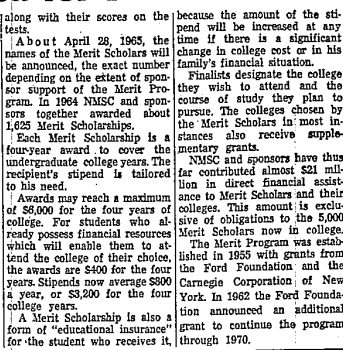 along with their scores on the
tests.
About April 28, 1965, the
names of the Merit Scholars will
be announced, the exact number
depending on the extent of spon-
sor support of the Merit Pro-
gram. In 1964 NMSC and spon-
sors together awarded about
1,625 Merit Scholarships.
Each Merit Scholarship is a
four-year award to cover the
undergraduate college years. The
recipient's stipend is tailored
to his need.
Awards may reach a maximum
of $6,000 for the four years of
college. For students who al-
ready possess financial resources
which will enable them to at-
tend the college of their choice,
the awards are $400 for the four
years. Stipends now average $800
a year, or $3,200 for the four
college years.
A Merit Scholarship is also a
form of "educational insurance"
for the student who receives it,
because the amount of the sti-
pend will be increased at any
time if there is a significant
change in college cost or in his
family's financial situation.
Finalists designate the college
they wish to attend and the
course of study they plan to
pursue. The colleges chosen by
the Merit Scholars in most in-
stances also receive supple-
mentary grants.
NMSC and sponsors have thus
far contributed almost $21 mil-
lion in direct financial assist-
ance to Merit Scholars and their
colleges. This amount is exclu-
sive of obligations to the 5,000
Merit Scholars now in college.
The Merit Program was estab-
lished in 1955 with grants from
the Ford Foundation and the
Carnegie Corporation of New
York. In 1962 the Ford Founda-
tion announced an additional
grant to continue the program
through 1970.